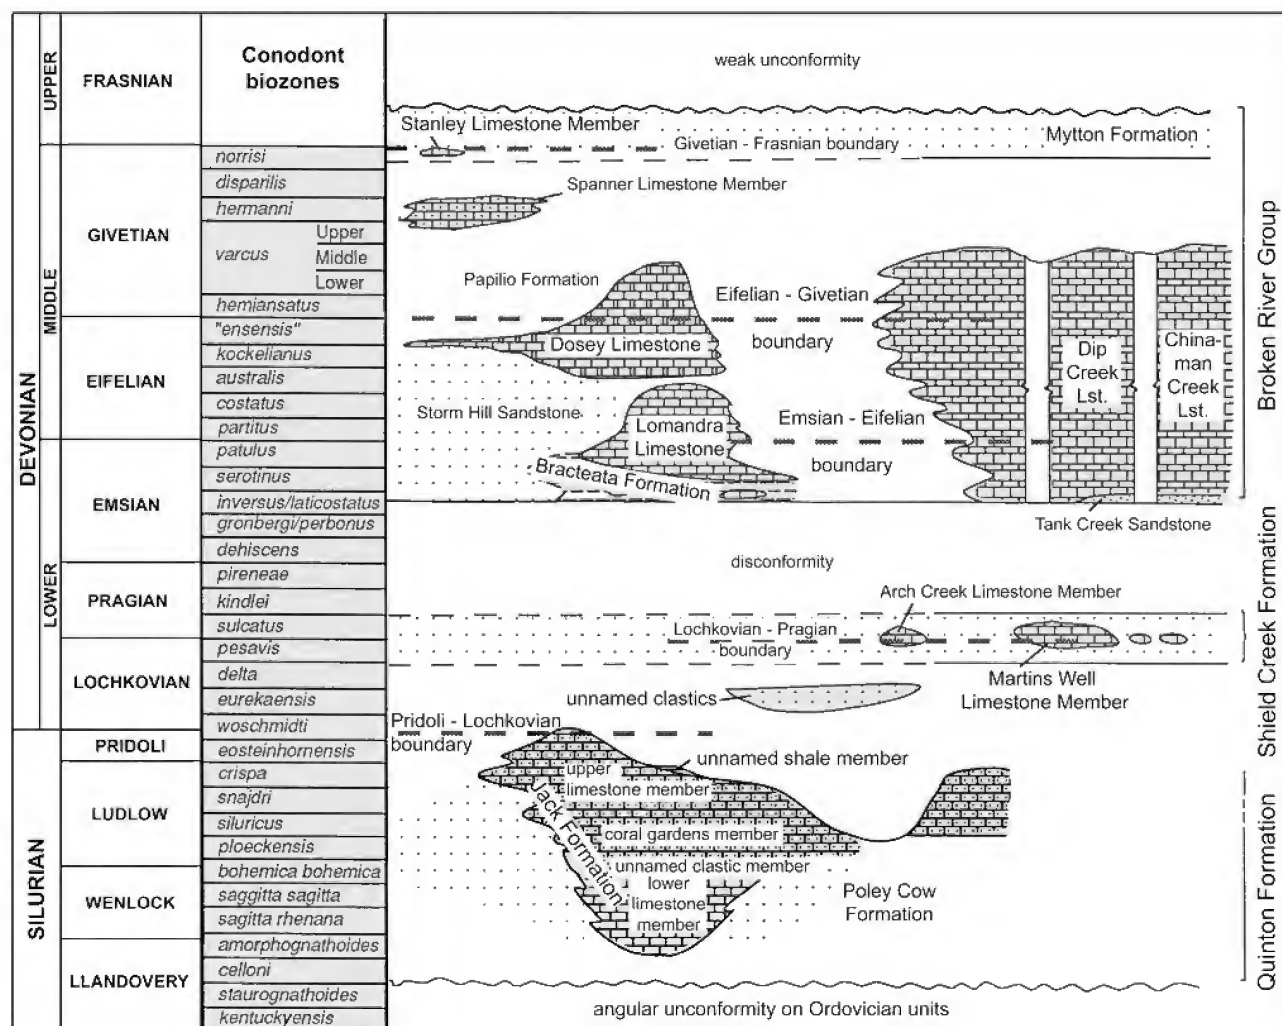 UPPER
MIDDLE
LOWER
DEVONIAN
SILURIAN
FRASNIAN
GIVETIAN
EIFELIAN
EMSIAN
PRAGIAN
LOCHKOVIAN
PRIDOLI
LUDLOW
WENLOCK
LLANDOVERY
Conodont
biozones
norrisi
disparilis
hermanni
varcus
Upper
Middle
Lower
hemiansatus
"ensensis"
kockelianus
australis
costatus
partitus
patulus
serotinus
inversus/laticostatus
gronbergi/perbonus
dehiscens
pireneae
kindlei
sulcatus
pesavis
delta
eurekaensis
woschmidti
eosteinhornensis
crispa
snajdri
siluricus
ploeckensis
bohemica bohemica
saggitta sagitta
sagitta rhenana
amorphognathoides
celloni
staurognathoides
kentuckyensis
weak unconformity
Stanley Limestone Member
Mytton Formation
Givetian - Frasnian boundary
Spanner Limestone Member
Papilio Formation
Eifelian - Givetian
boundary
Dosey Limestone
Dip
Creek
Lst.
China-
man
Creek
Lst.
Storm Hill Sandstone
Lomandra
Limestone
Emsian - Eifelian
boundary
Bracteata Formation
Tank Creek Sandstone
disconformity
Arch Creek Limestone Member
Lochkovian - Pragian
boundary
Martins Well
Limestone Member
unnamed clastics
Pridoli - Lochkovian
boundary
unnamed shale member
upper
limestone member
Jack Formation
coral gardens member
unnamed clastic member
lower
limestone
member
Poley Cow
Formation
angular unconformity on Ordovician units
Broken River Group
Shield Creek Formation
Quinton Formation